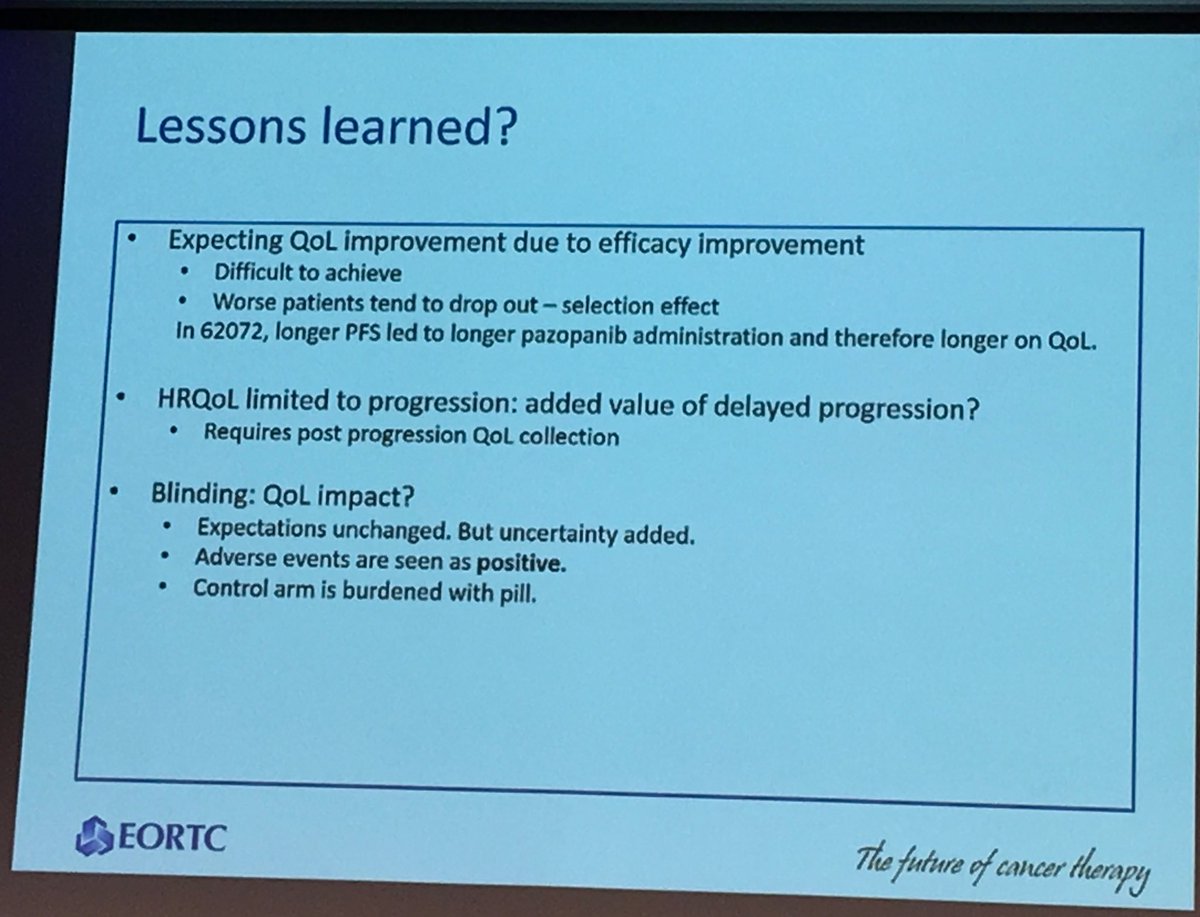 Lessons learned?
• Expecting QoL improvement due to efficacy improvement
• Difficult to achieve
• Worse patients tend to drop out – selection effect
In 62072, longer PFS led to longer pazopanib administration and therefore longer on QoL.
• HRQoL limited to progression: added value of delayed progression?
• Requires post progression QoL collection
• Blinding: QoL impact?
• Expectations unchanged. But uncertainty added.
• Adverse events are seen as positive.
• Control arm is burdened with pill.
EORTC
The future of cancer therapy